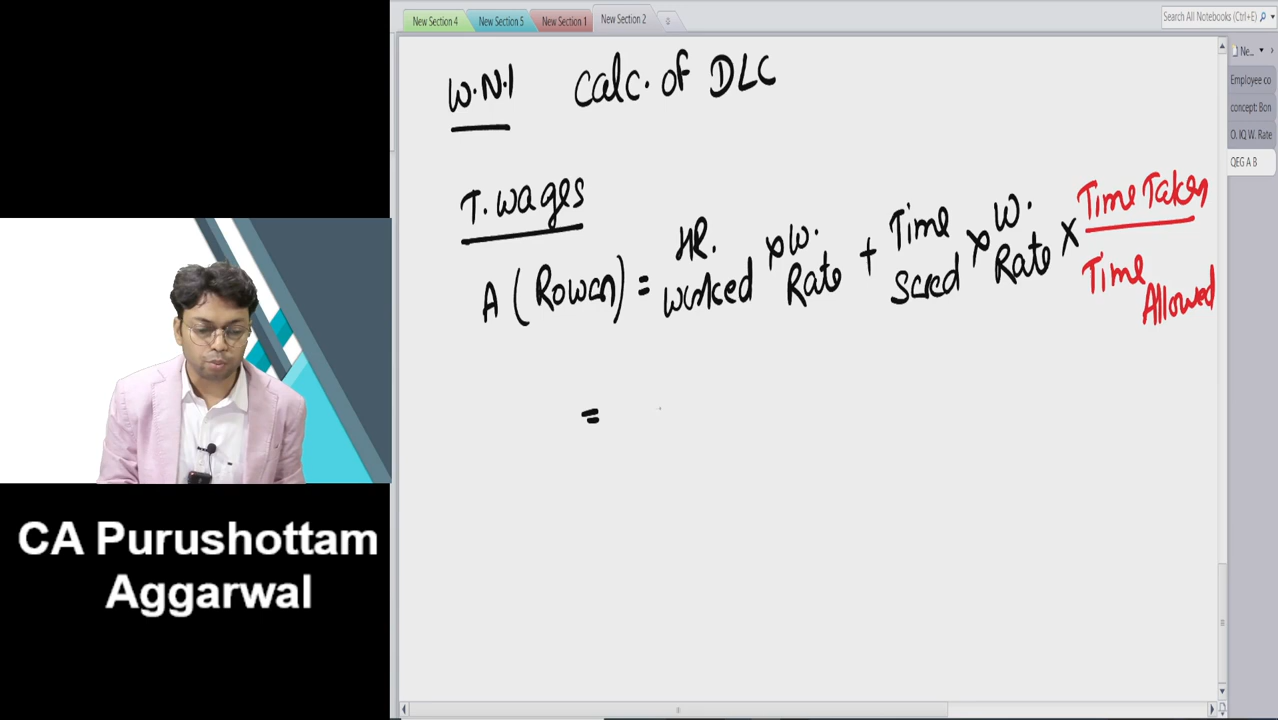 New Section 4 New Section 5 New Section 1 New Section 2
Search All Notebooks (Ctrl+E)
Ne...
Employee co
concept: Bon
O. IQ W. Rate
QEG A B
W.N.1 Calc. of DLC
T. wages
A (Rowan) = HR. worked × W. Rate + Time saved × W. Rate × Time Taken / Time Allowed
=
CA Purushottam
Aggarwal